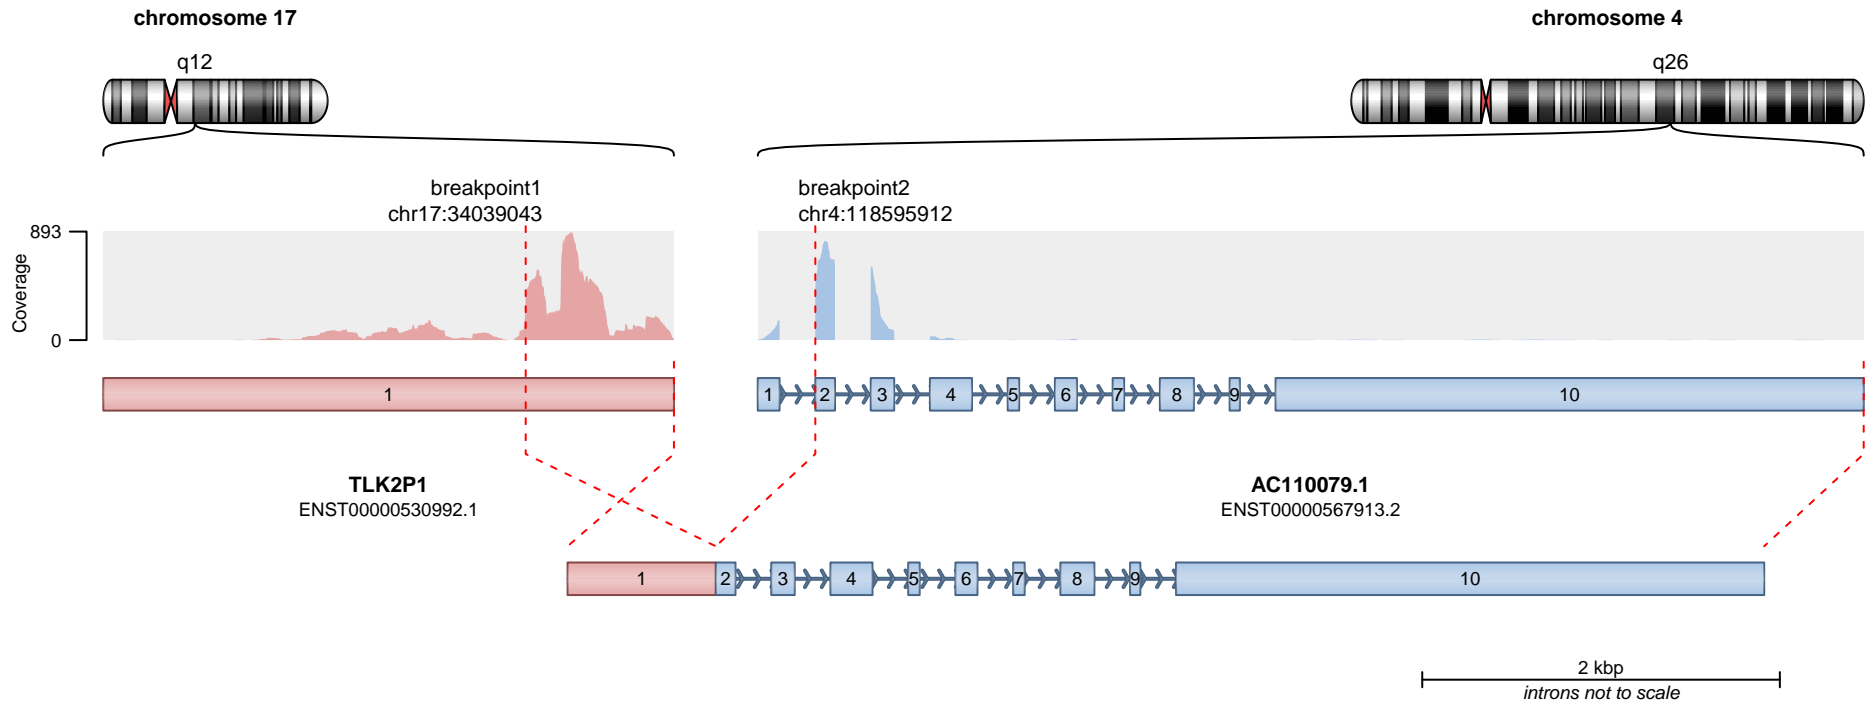 chromosome 17
chromosome 4
q12
q26
breakpoint1
chr17:34039043
breakpoint2
chr4:118595912
893
0
Coverage
1
1 2 3 4 5 6 7 8 9 10
TLK2P1
ENST00000530992.1
AC110079.1
ENST00000567913.2
1 2 3 4 5 6 7 8 9 10
2 kbp
introns not to scale